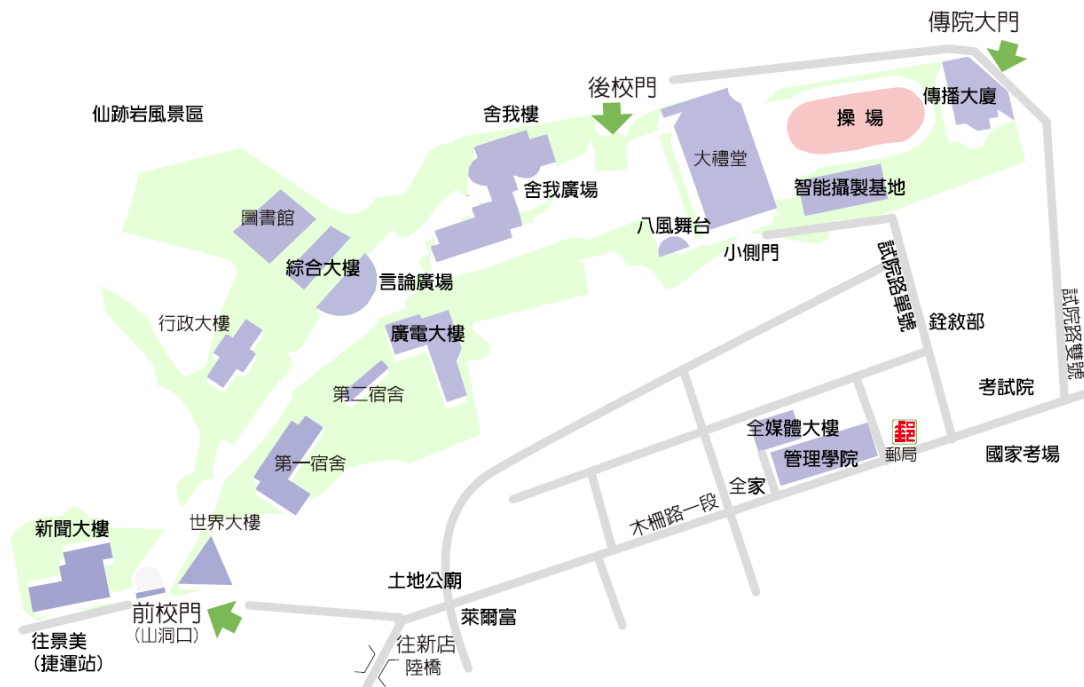 傳院大門
後校門
仙跡岩風景區
舍我樓
傳播大廈
操 場
大禮堂
舍我廣場
智能攝製基地
圖書館
八風舞台
小側門
綜合大樓
言論廣場
試院路單號
試院路雙號
行政大樓
廣電大樓
銓敘部
第二宿舍
考試院
全媒體大樓
郵局
國家考場
管理學院
第一宿舍
全家
木柵路一段
新聞大樓
世界大樓
土地公廟
前校門
(山洞口)
萊爾富
往景美
(捷運站)
往新店
陸橋